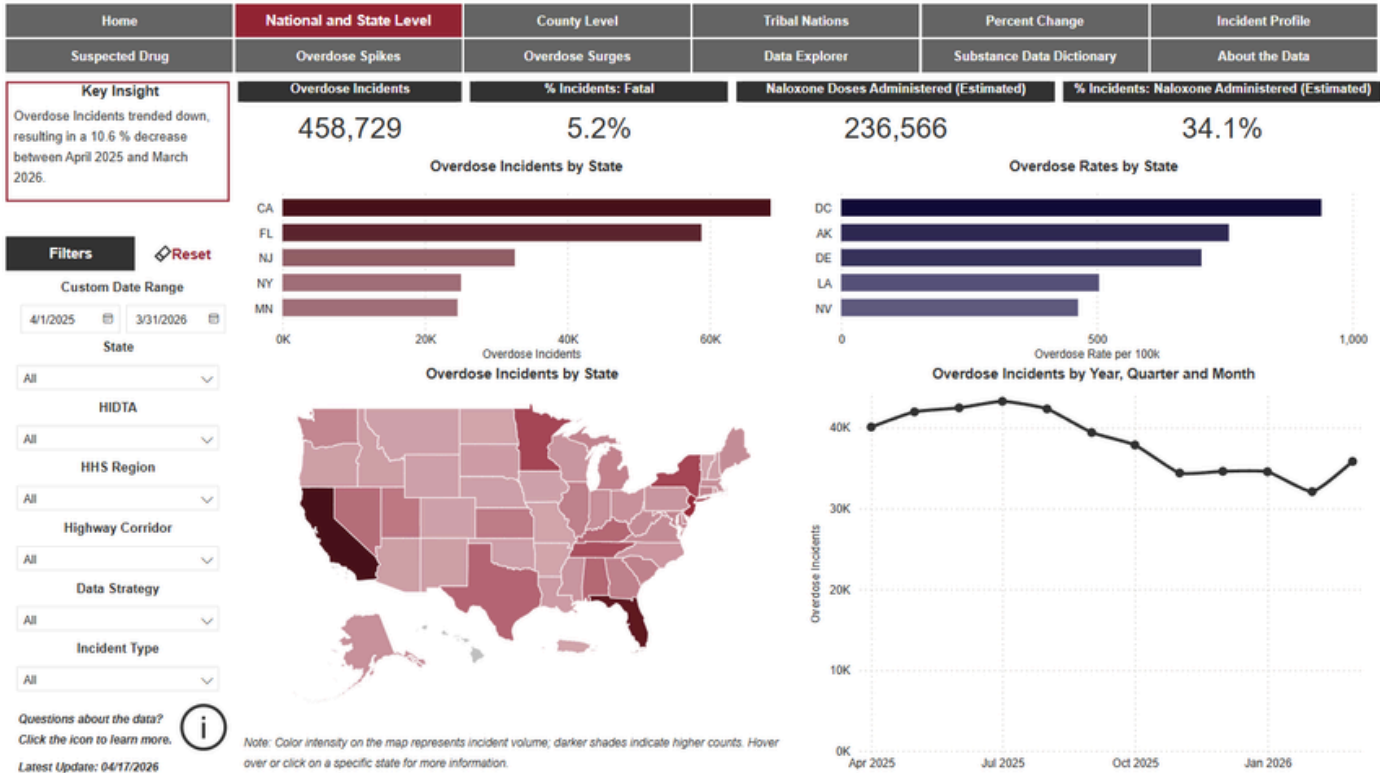 Home
National and State Level
County Level
Tribal Nations
Percent Change
Incident Profile
Suspected Drug
Overdose Spikes
Overdose Surges
Data Explorer
Substance Data Dictionary
About the Data
Key Insight
Overdose Incidents trended down,
resulting in a 10.6 % decrease
between April 2025 and March
2026.
Overdose Incidents
% Incidents: Fatal
Naloxone Doses Administered (Estimated)
% Incidents: Naloxone Administered (Estimated)
458,729
5.2%
236,566
34.1%
Filters
Reset
Custom Date Range
4/1/2025
3/31/2026
State
All
HIDTA
All
HHS Region
All
Highway Corridor
All
Data Strategy
All
Incident Type
All
Questions about the data?
Click the icon to learn more.
i
Latest Update: 04/17/2026
Overdose Incidents by State
CA
FL
NJ
NY
MN
0K
20K
40K
60K
Overdose Incidents
Overdose Rates by State
DC
AK
DE
LA
NV
0
500
1,000
Overdose Rate per 100k
Overdose Incidents by State
Note: Color intensity on the map represents incident volume; darker shades indicate higher counts. Hover
over or click on a specific state for more information.
Overdose Incidents by Year, Quarter and Month
Overdose Incidents
40K
30K
20K
10K
0K
Apr 2025
Jul 2025
Oct 2025
Jan 2026